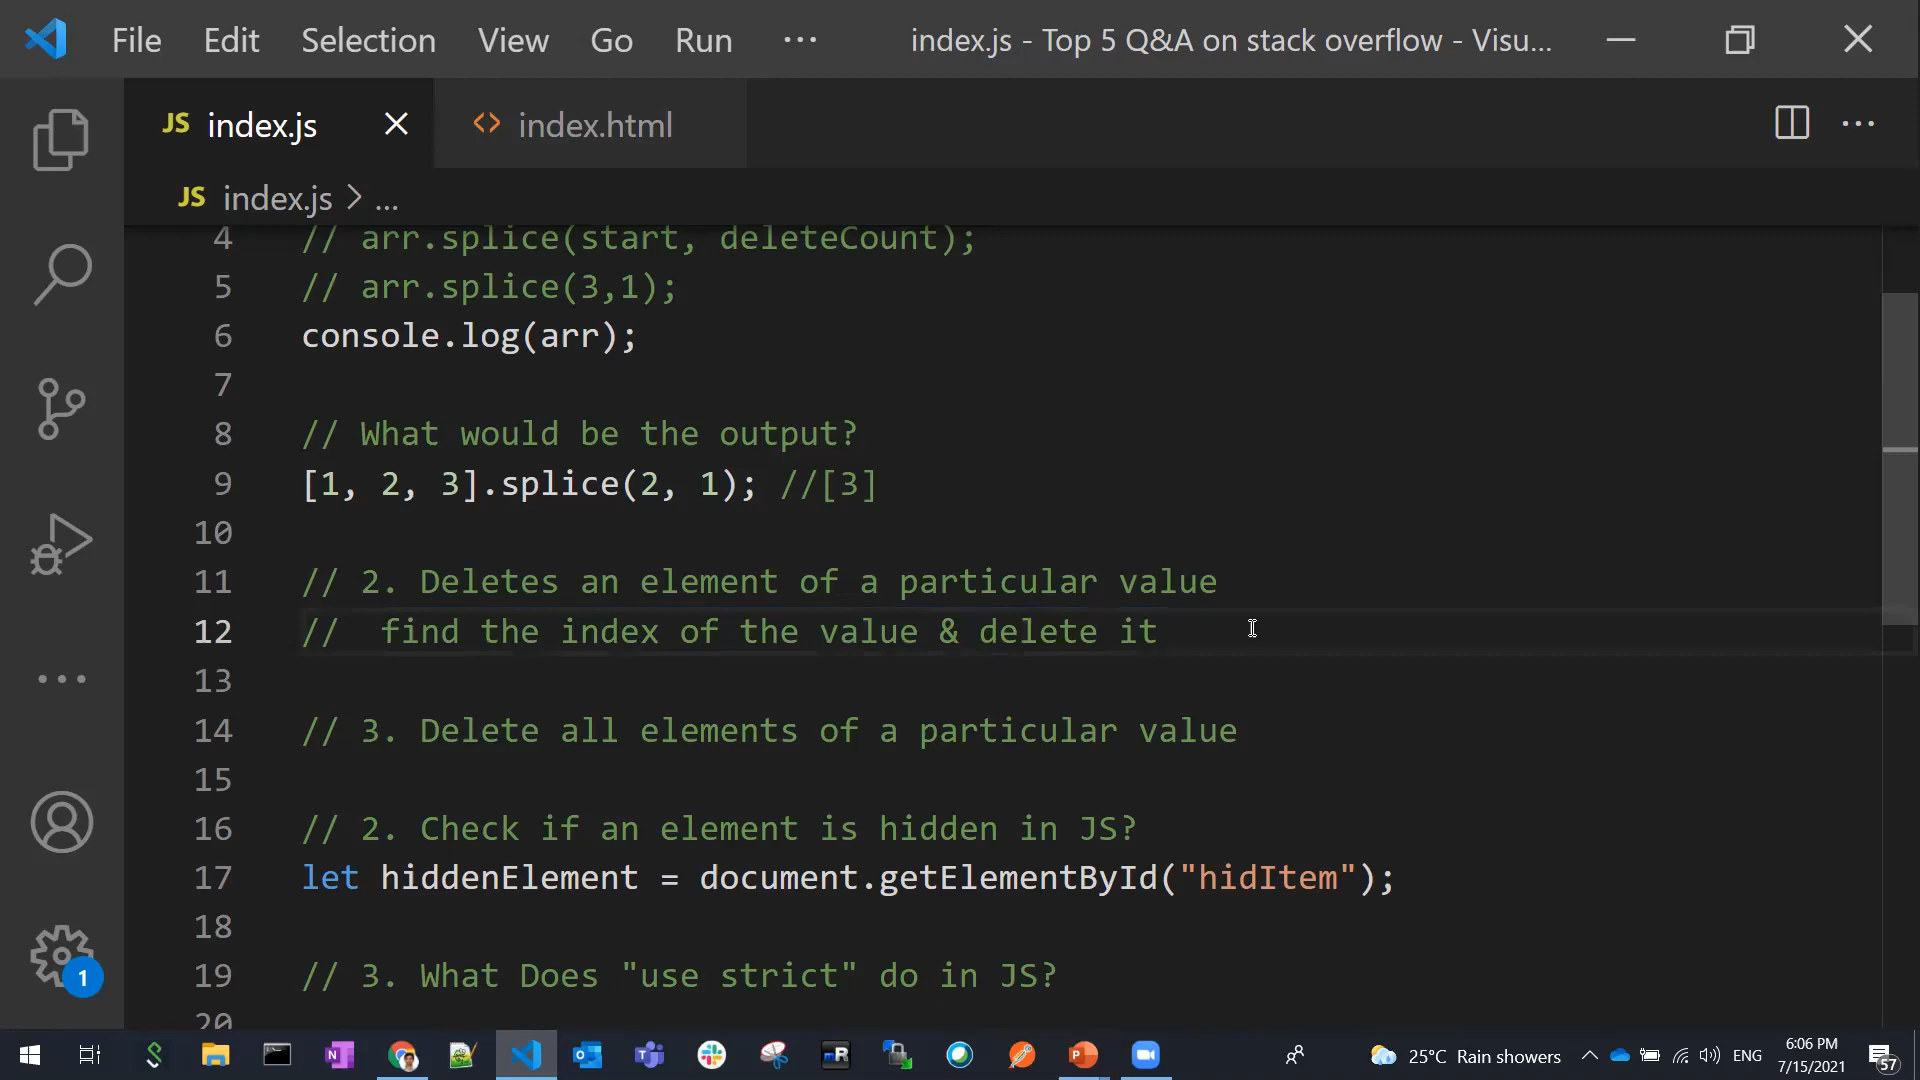 File Edit Selection View Go Run ... index.js - Top 5 Q&A on stack overflow - Visu...
JS index.js index.html
JS index.js > ...
4 // arr.splice(start, deleteCount);
5 // arr.splice(3,1);
6 console.log(arr);
7
8 // What would be the output?
9 [1, 2, 3].splice(2, 1); //[3]
10
11 // 2. Deletes an element of a particular value
12 //  find the index of the value & delete it
13
14 // 3. Delete all elements of a particular value
15
16 // 2. Check if an element is hidden in JS?
17 let hiddenElement = document.getElementById("hidItem");
18
19 // 3. What Does "use strict" do in JS?
20
1
25°C Rain showers ENG 6:06 PM
7/15/2021 57